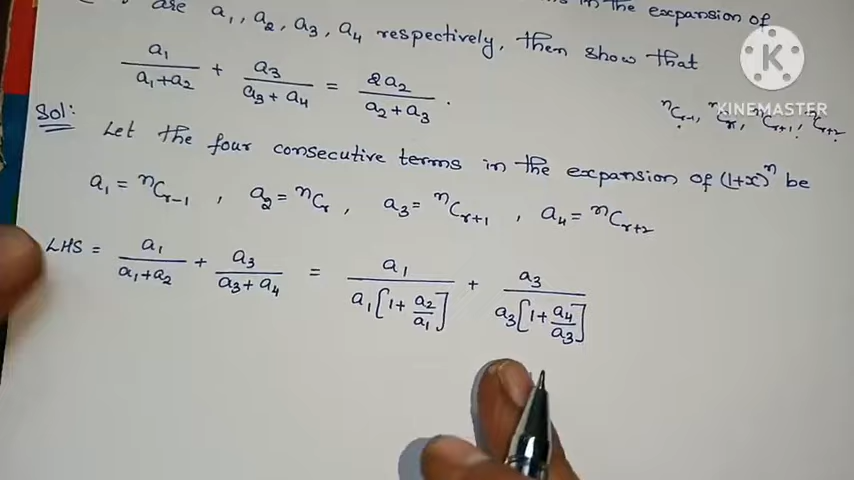 in the expansion of
are a₁, a₂, a₃, a₄ respectively, then show that
a₁/(a₁+a₂) + a₃/(a₃+a₄) = 2a₂/(a₂+a₃).
K
KINEMASTER
ⁿCᵣ₋₁, ⁿCᵣ, ⁿCᵣ₊₁, ⁿCᵣ₊₂
Sol:
Let the four consecutive terms in the expansion of (1+x)ⁿ be
a₁ = ⁿCᵣ₋₁ , a₂ = ⁿCᵣ , a₃ = ⁿCᵣ₊₁ , a₄ = ⁿCᵣ₊₂
LHS = a₁/(a₁+a₂) + a₃/(a₃+a₄) = a₁/(a₁[1+a₂/a₁]) + a₃/(a₃[1+a₄/a₃])